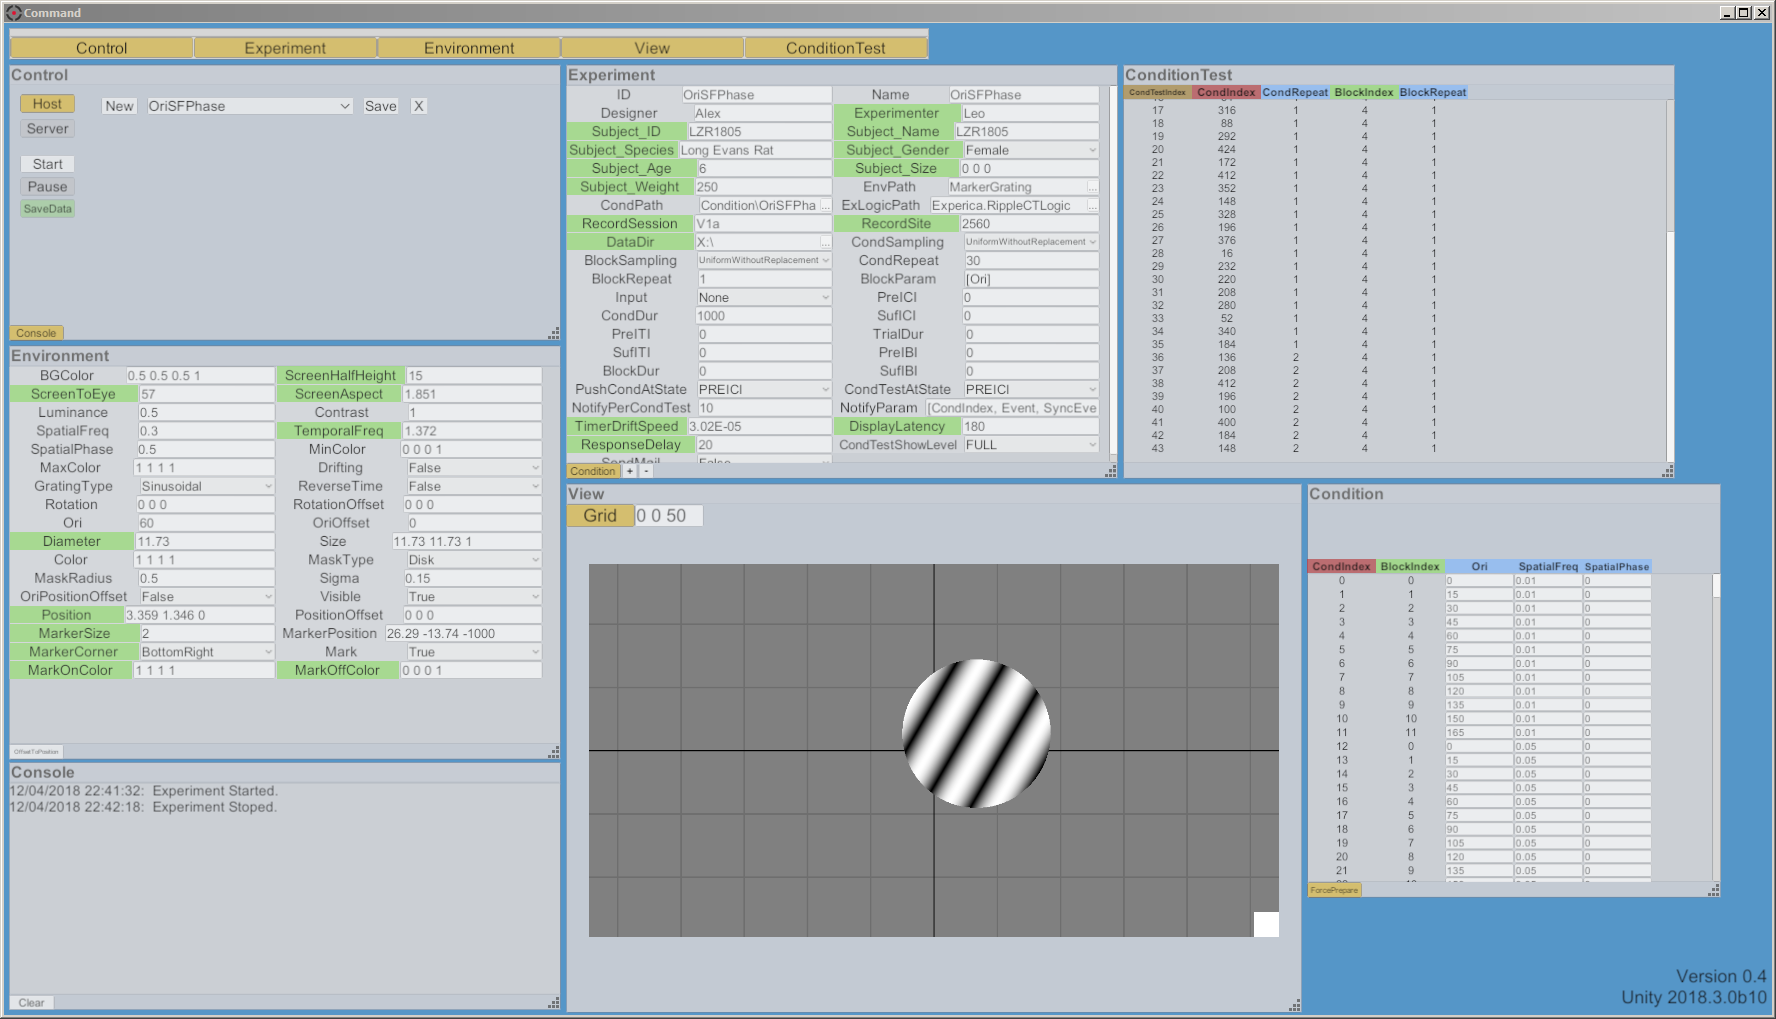 Command
Control Experiment Environment View ConditionTest
Control
Host
New OriSFPhase Save X
Server
Start
Pause
SaveData
Console
Environment
BGColor 0.5 0.5 0.5 1 ScreenHalfHeight 15
ScreenToEye 57 ScreenAspect 1.851
Luminance 0.5 Contrast 1
SpatialFreq 0.3 TemporalFreq 1.372
SpatialPhase 0.5 MinColor 0 0 0 1
MaxColor 1 1 1 1 Drifting False
GratingType Sinusoidal ReverseTime False
Rotation 0 0 0 RotationOffset 0 0 0
Ori 60 OriOffset 0
Diameter 11.73 Size 11.73 11.73 1
Color 1 1 1 1 MaskType Disk
MaskRadius 0.5 Sigma 0.15
OriPositionOffset False Visible True
Position 3.359 1.346 0 PositionOffset 0 0 0
MarkerSize 2 MarkerPosition 26.29 -13.74 -1000
MarkerCorner BottomRight Mark True
MarkOnColor 1 1 1 1 MarkOffColor 0 0 0 1
OffsetToPosition
Console
12/04/2018 22:41:32: Experiment Started.
12/04/2018 22:42:18: Experiment Stoped.
Clear
Experiment
ID OriSFPhase Name OriSFPhase
Designer Alex Experimenter Leo
Subject_ID LZR1805 Subject_Name LZR1805
Subject_Species Long Evans Rat Subject_Gender Female
Subject_Age 6 Subject_Size 0 0 0
Subject_Weight 250 EnvPath MarkerGrating ...
CondPath Condition\OriSFPha ... ExLogicPath Experica.RippleCTLogic ...
RecordSession V1a RecordSite 2560
DataDir X:\ ... CondSampling UniformWithoutReplacement
BlockSampling UniformWithoutReplacement CondRepeat 30
BlockRepeat 1 BlockParam [Ori]
Input None PreICI 0
CondDur 1000 SufICI 0
PreITI 0 TrialDur 0
SufITI 0 PreIBI 0
BlockDur 0 SufIBI 0
PushCondAtState PREICI CondTestAtState PREICI
NotifyPerCondTest 10 NotifyParam [CondIndex, Event, SyncEve
TimerDriftSpeed 3.02E-05 DisplayLatency 180
ResponseDelay 20 CondTestShowLevel FULL
SendMail False
Condition + -
View
Grid 0 0 50
ConditionTest
CondTestIndex CondIndex CondRepeat BlockIndex BlockRepeat
17 316 1 4 1
18 88 1 4 1
19 292 1 4 1
20 424 1 4 1
21 172 1 4 1
22 412 1 4 1
23 352 1 4 1
24 148 1 4 1
25 328 1 4 1
26 196 1 4 1
27 376 1 4 1
28 16 1 4 1
29 232 1 4 1
30 220 1 4 1
31 208 1 4 1
32 280 1 4 1
33 52 1 4 1
34 340 1 4 1
35 184 1 4 1
36 136 2 4 1
37 208 2 4 1
38 412 2 4 1
39 196 2 4 1
40 100 2 4 1
41 400 2 4 1
42 184 2 4 1
43 148 2 4 1
Condition
CondIndex BlockIndex Ori SpatialFreq SpatialPhase
0 0 0 0.01 0
1 1 15 0.01 0
2 2 30 0.01 0
3 3 45 0.01 0
4 4 60 0.01 0
5 5 75 0.01 0
6 6 90 0.01 0
7 7 105 0.01 0
8 8 120 0.01 0
9 9 135 0.01 0
10 10 150 0.01 0
11 11 165 0.01 0
12 0 0 0.05 0
13 1 15 0.05 0
14 2 30 0.05 0
15 3 45 0.05 0
16 4 60 0.05 0
17 5 75 0.05 0
18 6 90 0.05 0
19 7 105 0.05 0
20 8 120 0.05 0
21 9 135 0.05 0
ForcePrepare
Version 0.4
Unity 2018.3.0b10